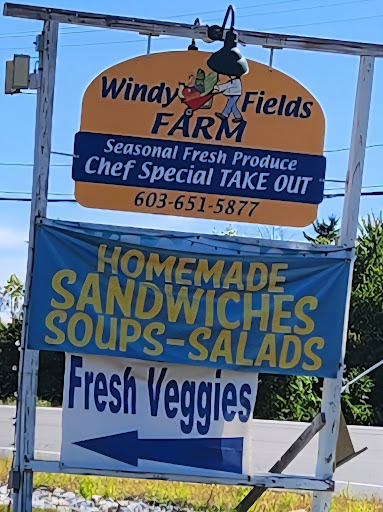 Windy Fields
FARM
Seasonal Fresh Produce
Chef Special TAKE OUT
603-651-5877
HOMEMADE
SANDWICHES
SOUPS-SALADS
Fresh Veggies